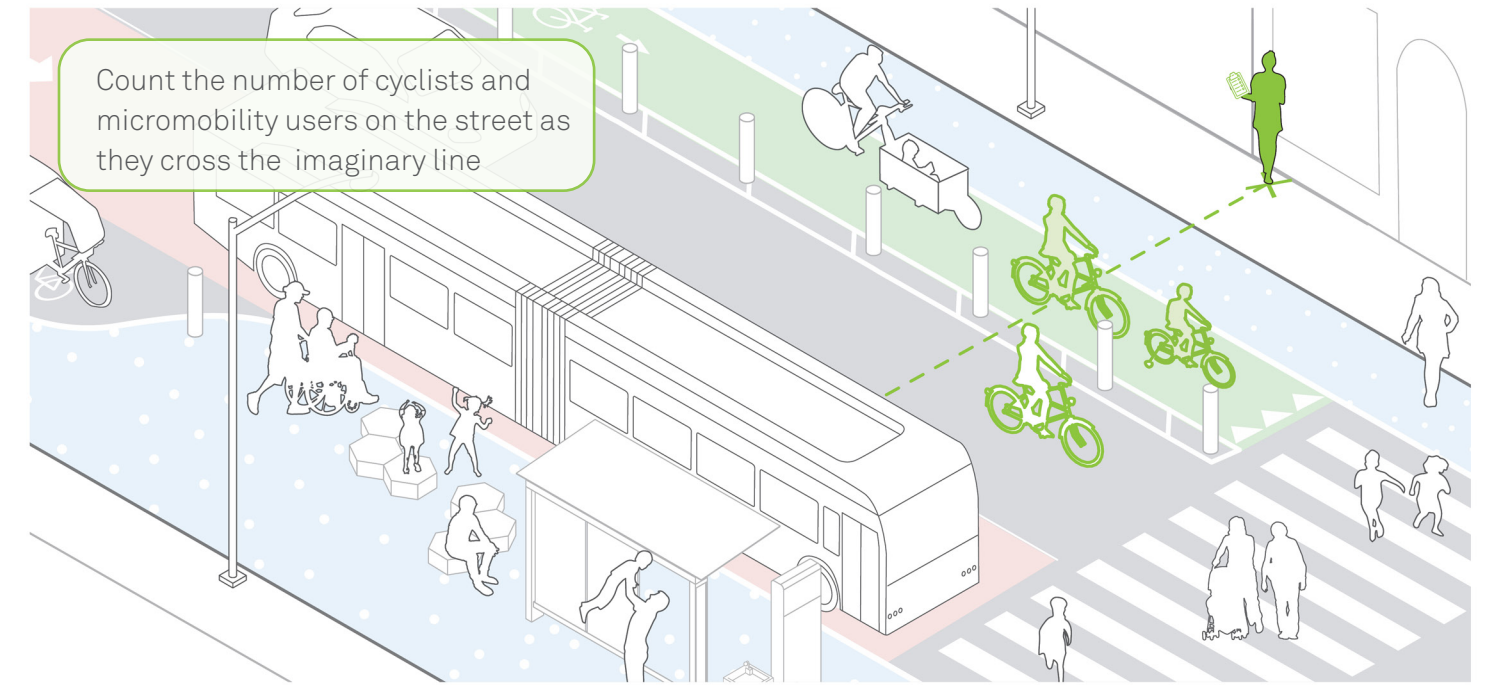 Count the number of cyclists and
micromobility users on the street as
they cross the imaginary line